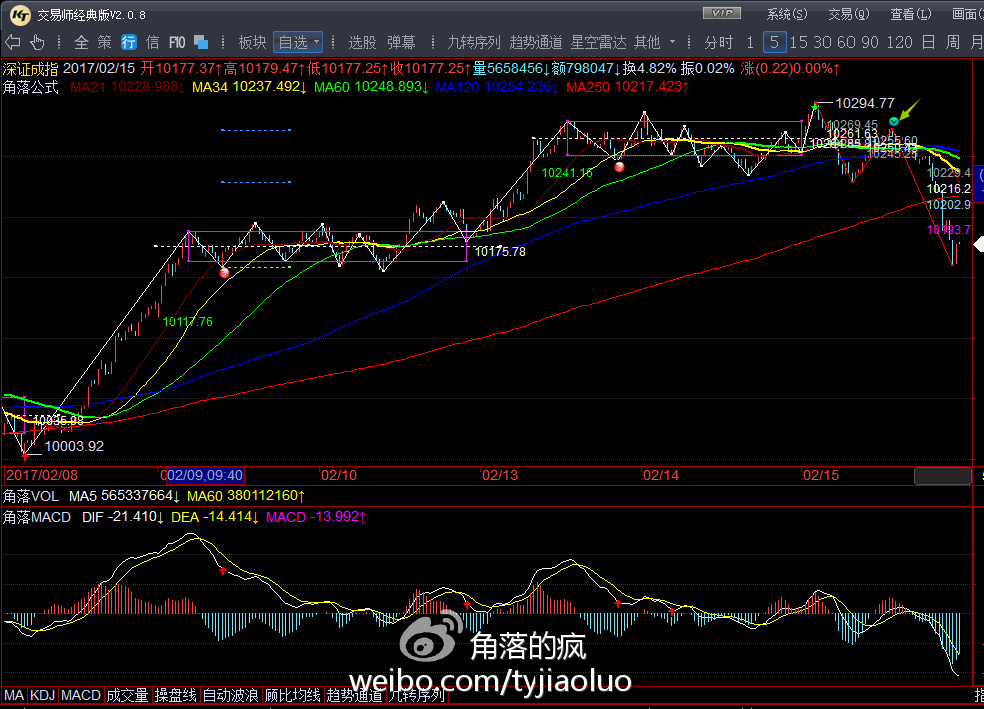 交易师经典版V2.0.8 VIP 系统(S) 交易(Q) 查看(L) 画面(
全 策 行 信 F10 板块 自选 选股 弹幕 九转序列 趋势通道 星空雷达 其他 分时 1 5 15 30 60 90 120 日 周 月
深证成指 2017/02/15 开10177.37↑高10179.47↑低10177.25↑收10177.25↑量5658456↓额798047↓换4.82% 振0.02% 涨(0.22)0.00%↑
角落公式 MA21 10228.988↓ MA34 10237.492↓ MA60 10248.893↓ MA120 10254.236↓ MA250 10217.423↑
10294.77
10269.45
10261.63
10255.60
10250.43
10245.25
10241.16
10229.4
10216.2
10202.9
10193.7
10175.78
10117.76
10035.98
10003.92
2017/02/08 02/09,09:40 02/10 02/13 02/14 02/15
角落VOL MA5 565337664↓ MA60 380112160↑
角落MACD DIF -21.410↓ DEA -14.414↓ MACD -13.992↑
角落的疯
weibo.com/tyjiaoluo
MA KDJ MACD 成交量 操盘线 自动波浪 顾比均线 趋势通道 九转序列 指